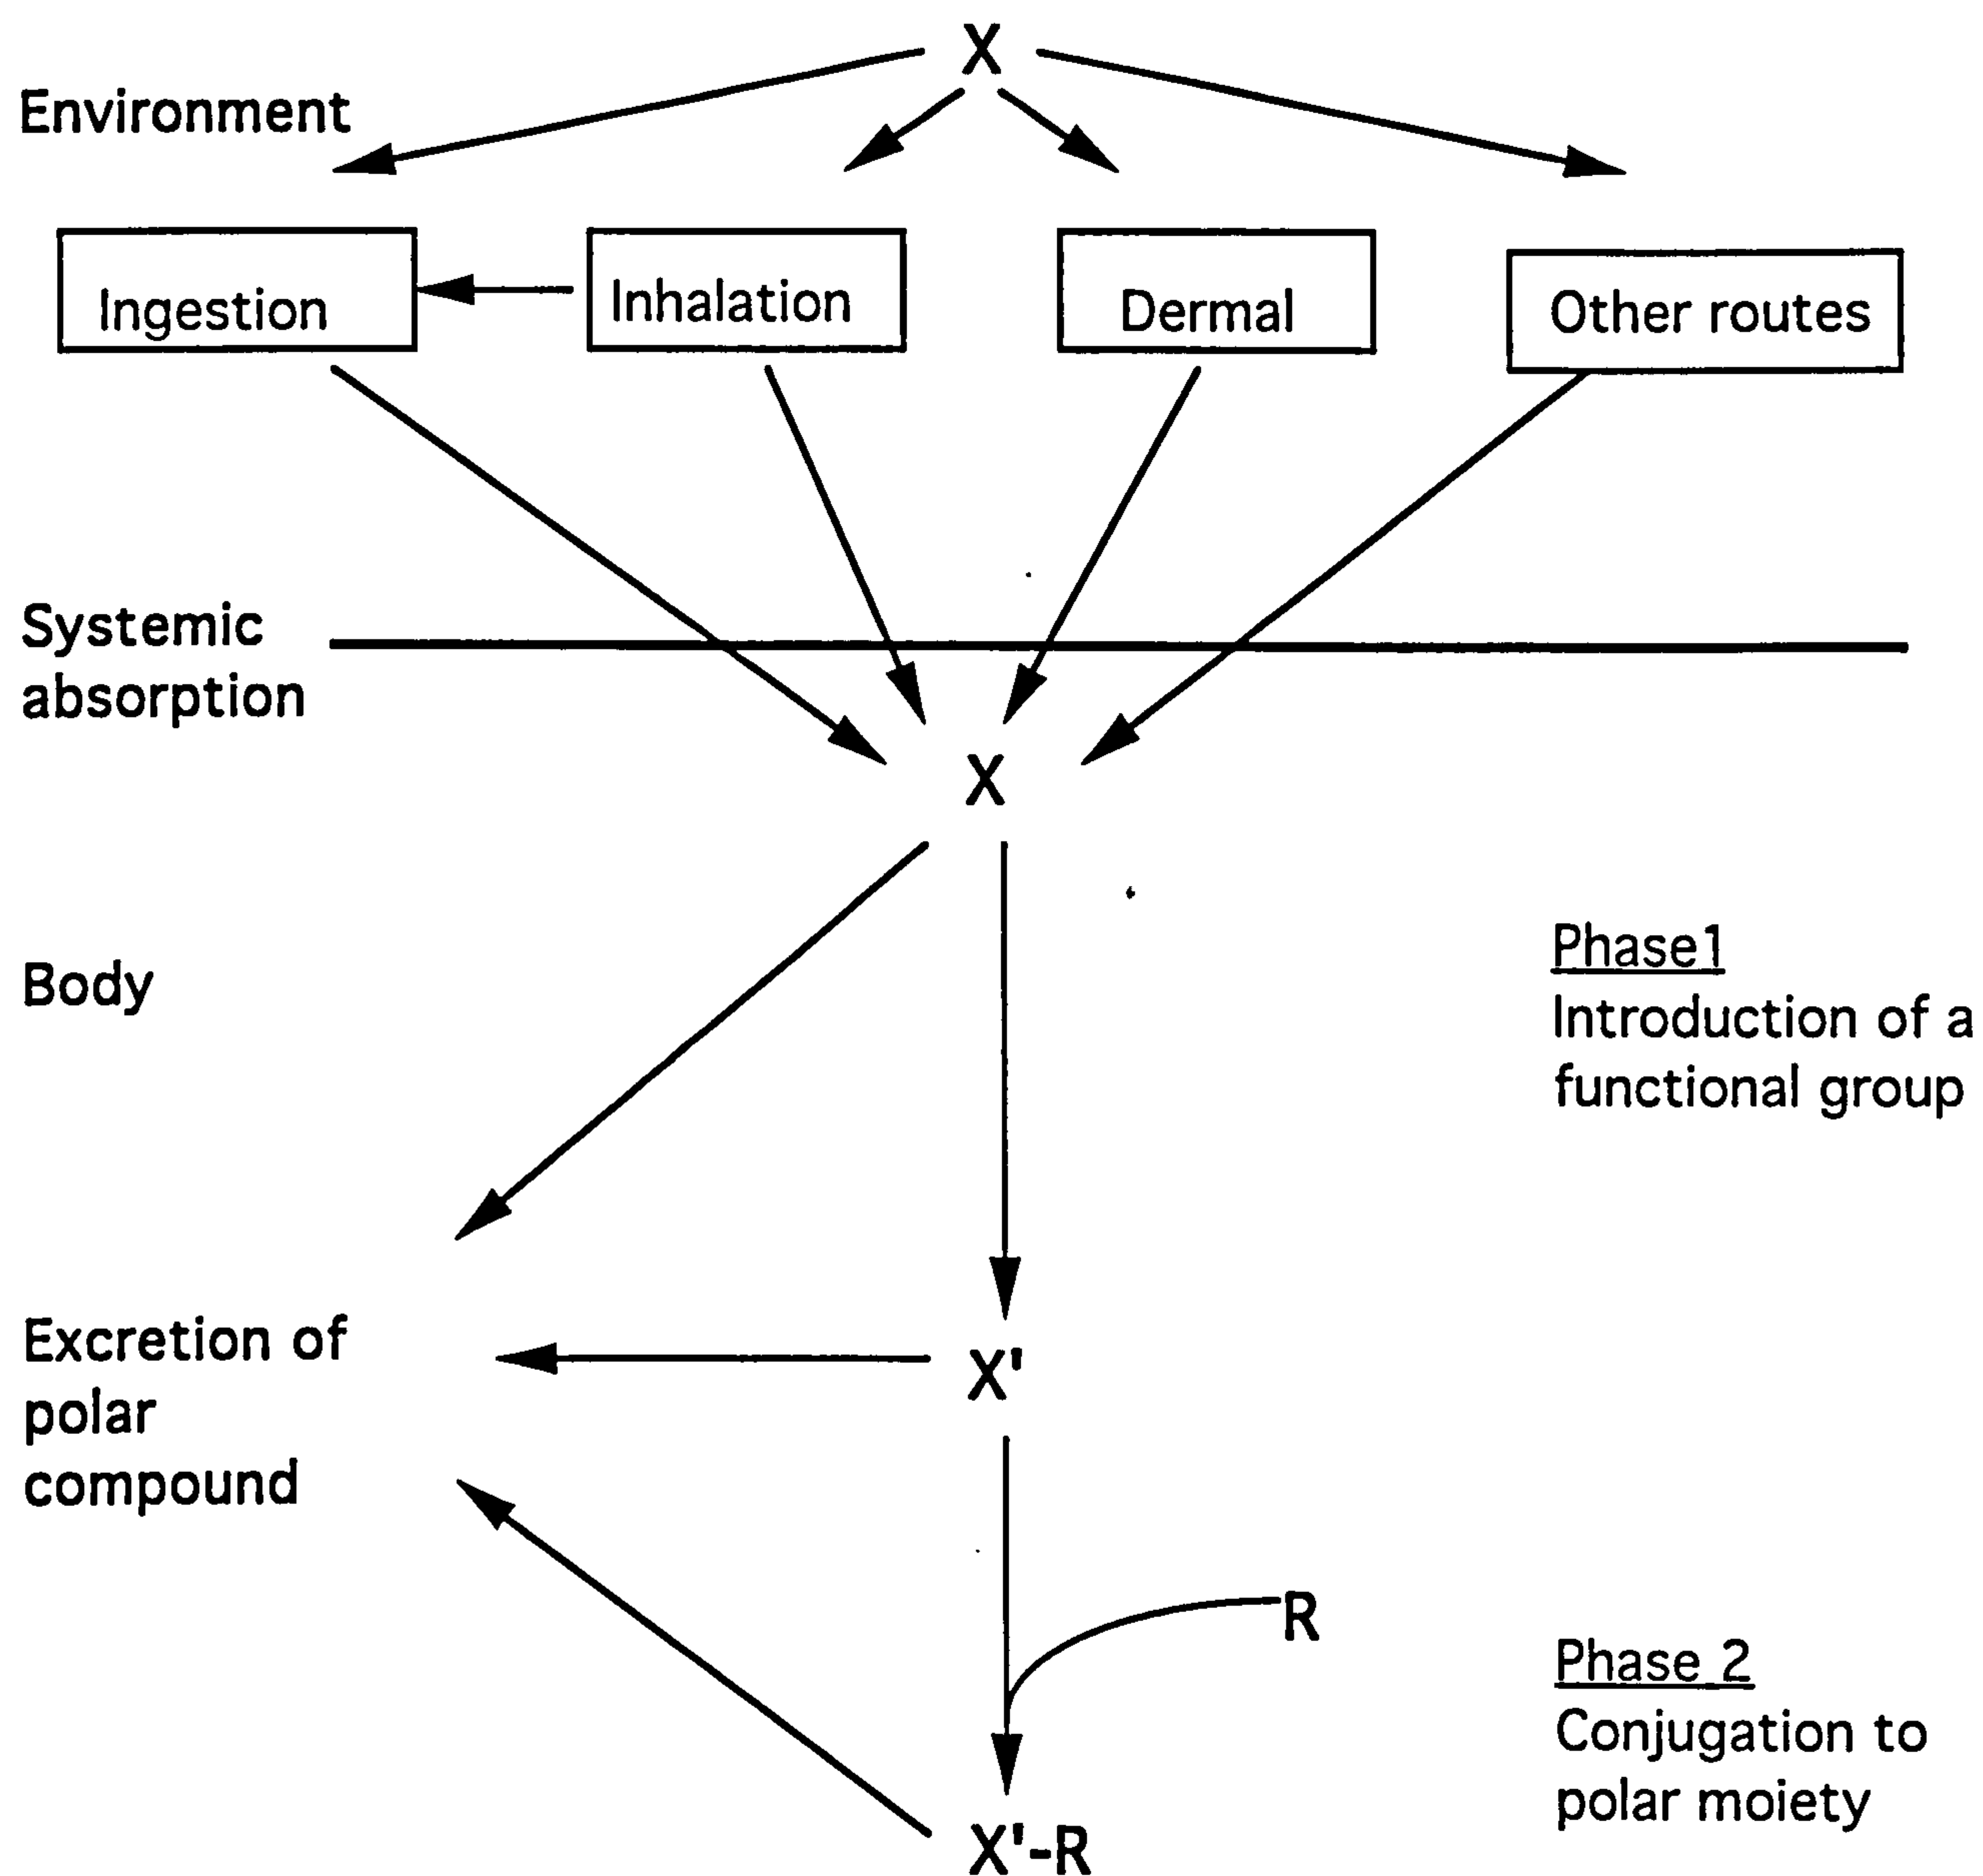 X
Environment
Ingestion
Inhalation
Dermal
Other routes
Systemic
absorption
X
Body
Phase1
Introduction of a
functional group
Excretion of
polar
compound
X'
R
Phase 2
Conjugation to
polar moiety
X'-R